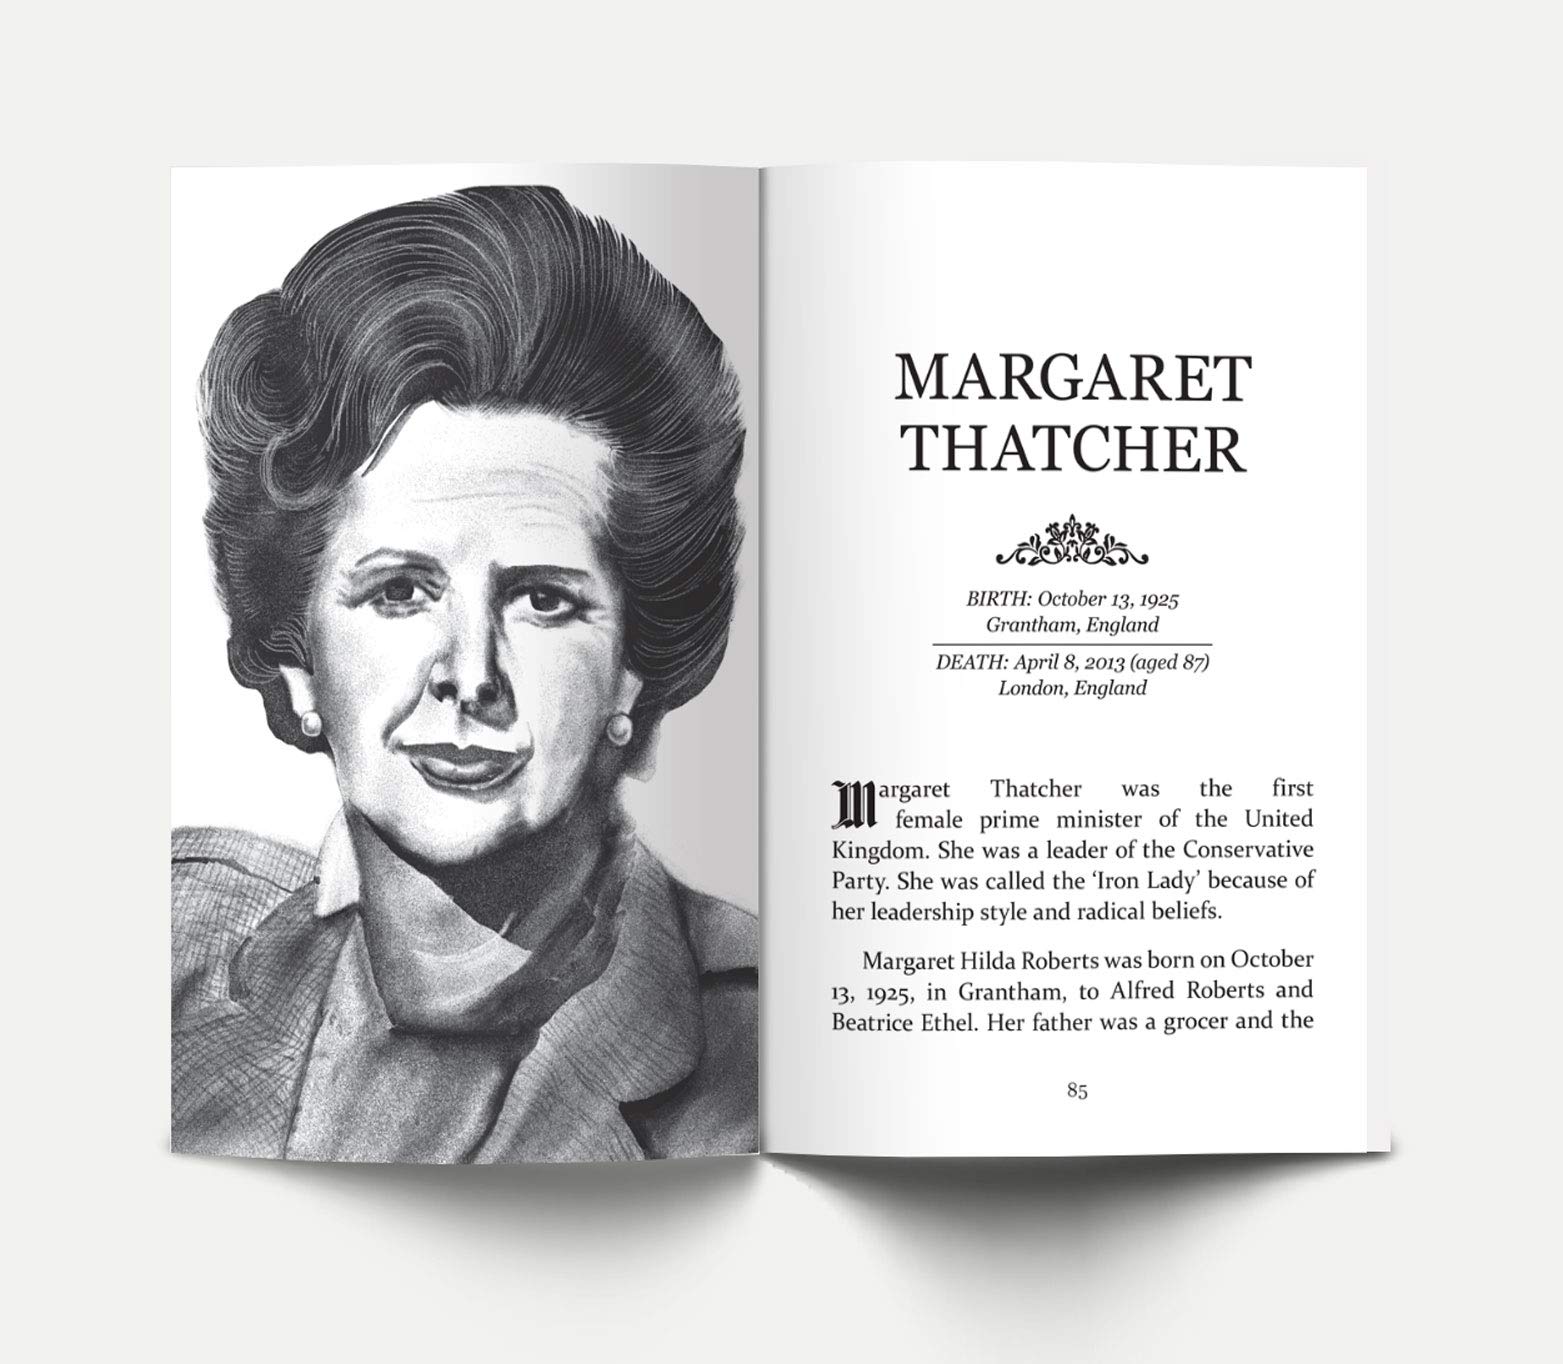 MARGARET
THATCHER
BIRTH: October 13, 1925
Grantham, England
DEATH: April 8, 2013 (aged 87)
London, England
Margaret Thatcher was the first
female prime minister of the United
Kingdom. She was a leader of the Conservative
Party. She was called the ‘Iron Lady’ because of
her leadership style and radical beliefs.
Margaret Hilda Roberts was born on October
13, 1925, in Grantham, to Alfred Roberts and
Beatrice Ethel. Her father was a grocer and the
85